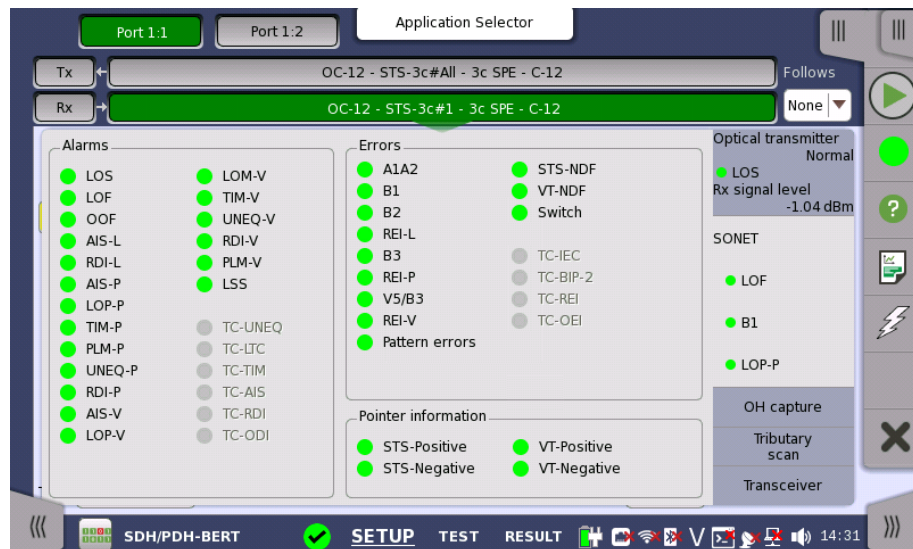 Application Selector
Port 1:1
Port 1:2
Tx
OC-12 - STS-3c#All - 3c SPE - C-12
Follows
Rx
OC-12 - STS-3c#1 - 3c SPE - C-12
None
Alarms
LOS
LOF
OOF
AIS-L
RDI-L
AIS-P
LOP-P
TIM-P
PLM-P
UNEQ-P
RDI-P
AIS-V
LOP-V
LOM-V
TIM-V
UNEQ-V
RDI-V
PLM-V
LSS
TC-UNEQ
TC-LTC
TC-TIM
TC-AIS
TC-RDI
TC-ODI
Errors
A1A2
B1
B2
REI-L
B3
REI-P
V5/B3
REI-V
Pattern errors
STS-NDF
VT-NDF
Switch
TC-IEC
TC-BIP-2
TC-REI
TC-OEI
Pointer information
STS-Positive
STS-Negative
VT-Positive
VT-Negative
Optical transmitter
Normal
LOS
Rx signal level
-1.04 dBm
SONET
LOF
B1
LOP-P
OH capture
Tributary
scan
Transceiver
SDH/PDH-BERT
SETUP
TEST
RESULT
V
14:31